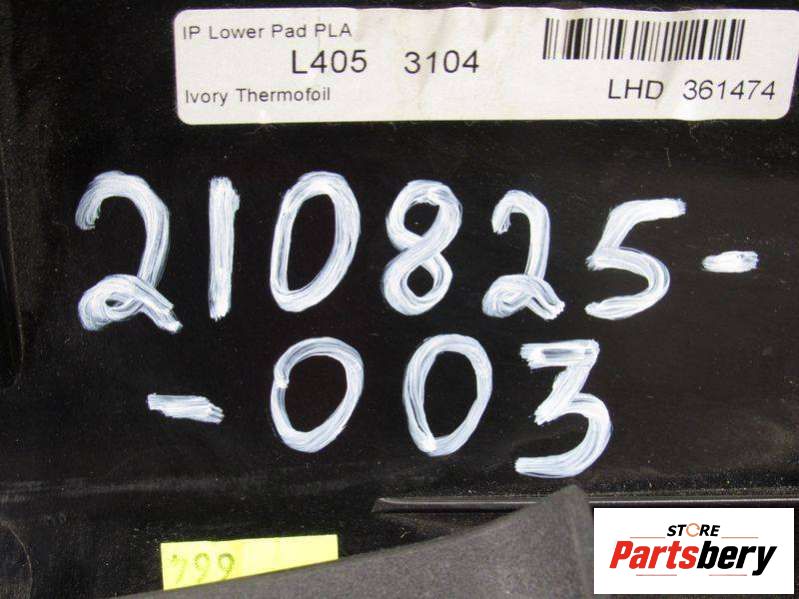 IP Lower Pad PLA
L405 3104
Ivory Thermofoil
LHD 361474
210825-
-003
STORE
Partsbery